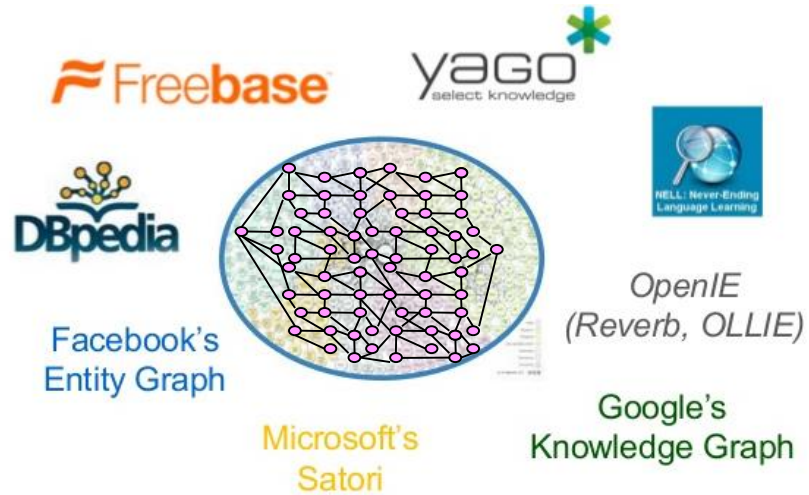 Freebase
yago
select knowledge
DBpedia
NELL: Never-Ending
Language Learning
OpenIE
(Reverb, OLLIE)
Facebook's
Entity Graph
Google's
Knowledge Graph
Microsoft's
Satori